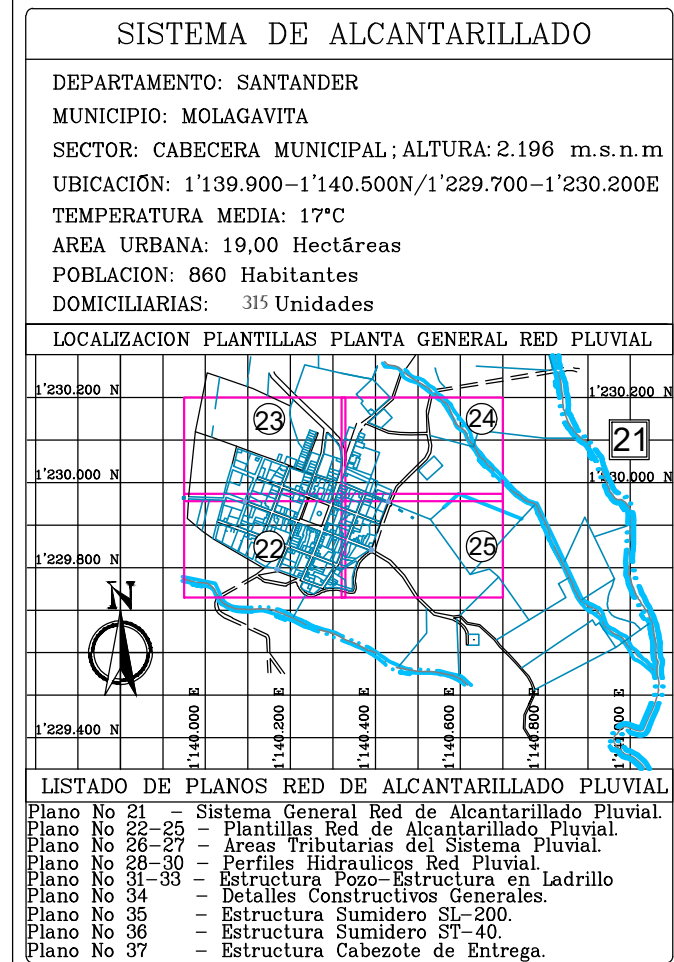 SISTEMA DE ALCANTARILLADO
DEPARTAMENTO: SANTANDER
MUNICIPIO: MOLAGAVITA
SECTOR: CABECERA MUNICIPAL; ALTURA: 2.196 m.s.n.m
UBICACIÓN: 1'139.900-1'140.500N/1'229.700-1'230.200E
TEMPERATURA MEDIA: 17°C
AREA URBANA: 19,00 Hectáreas
POBLACION: 860 Habitantes
DOMICILIARIAS: 315 Unidades
LOCALIZACION PLANTILLAS PLANTA GENERAL RED PLUVIAL
1'230.200 N
1'230.200 N
23
24
21
1'230.000 N
1'230.000 N
22
25
1'229.800 N
N
1'229.400 N
1'140.000 E
1'140.200 E
1'140.400 E
1'140.600 E
1'140.800 E
LISTADO DE PLANOS RED DE ALCANTARILLADO PLUVIAL
Plano No 21 - Sistema General Red de Alcantarillado Pluvial.
Plano No 22-25 - Plantillas Red de Alcantarillado Pluvial.
Plano No 26-27 - Areas Tributarias del Sistema Pluvial.
Plano No 28-30 - Perfiles Hidraulicos Red Pluvial.
Plano No 31-33 - Estructura Pozo-Estructura en Ladrillo
Plano No 34 - Detalles Constructivos Generales.
Plano No 35 - Estructura Sumidero SL-200.
Plano No 36 - Estructura Sumidero ST-40.
Plano No 37 - Estructura Cabezote de Entrega.